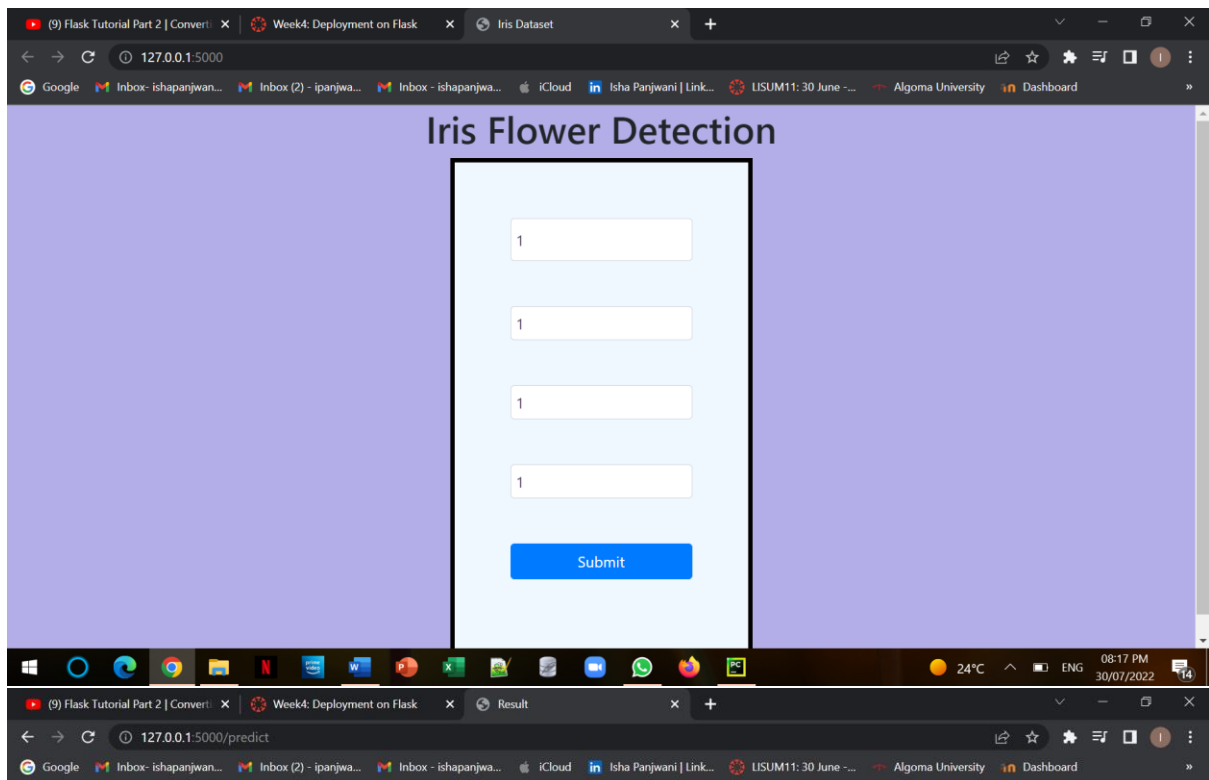 (9) Flask Tutorial Part 2 | Converti Week4: Deployment on Flask Iris Dataset
127.0.0.1:5000
Google Inbox- ishapanjwan... Inbox (2) - ipanjwa... Inbox - ishapanjwa... iCloud Isha Panjwani | Link... LISUM11: 30 June -... Algoma University Dashboard »
Iris Flower Detection
1
1
1
1
Submit
24°C ENG 08:17 PM
30/07/2022 14
(9) Flask Tutorial Part 2 | Converti Week4: Deployment on Flask Result
127.0.0.1:5000/predict
Google Inbox- ishapanjwan... Inbox (2) - ipanjwa... Inbox - ishapanjwa... iCloud Isha Panjwani | Link... LISUM11: 30 June -... Algoma University Dashboard »